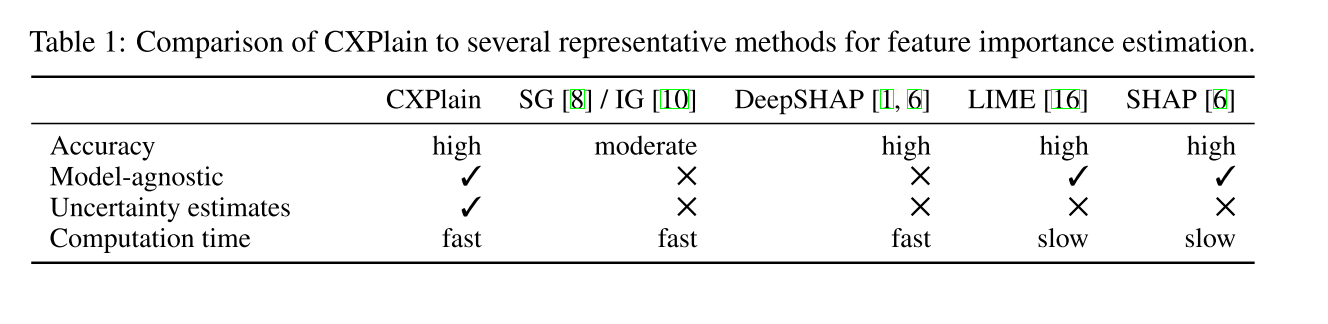 Table 1: Comparison of CXPlain to several representative methods for feature importance estimation.
CXPlain SG [8] / IG [10] DeepSHAP [1, 6] LIME [16] SHAP [6]
Accuracy high moderate high high high
Model-agnostic ✓ × × ✓ ✓
Uncertainty estimates ✓ × × × ×
Computation time fast fast fast slow slow